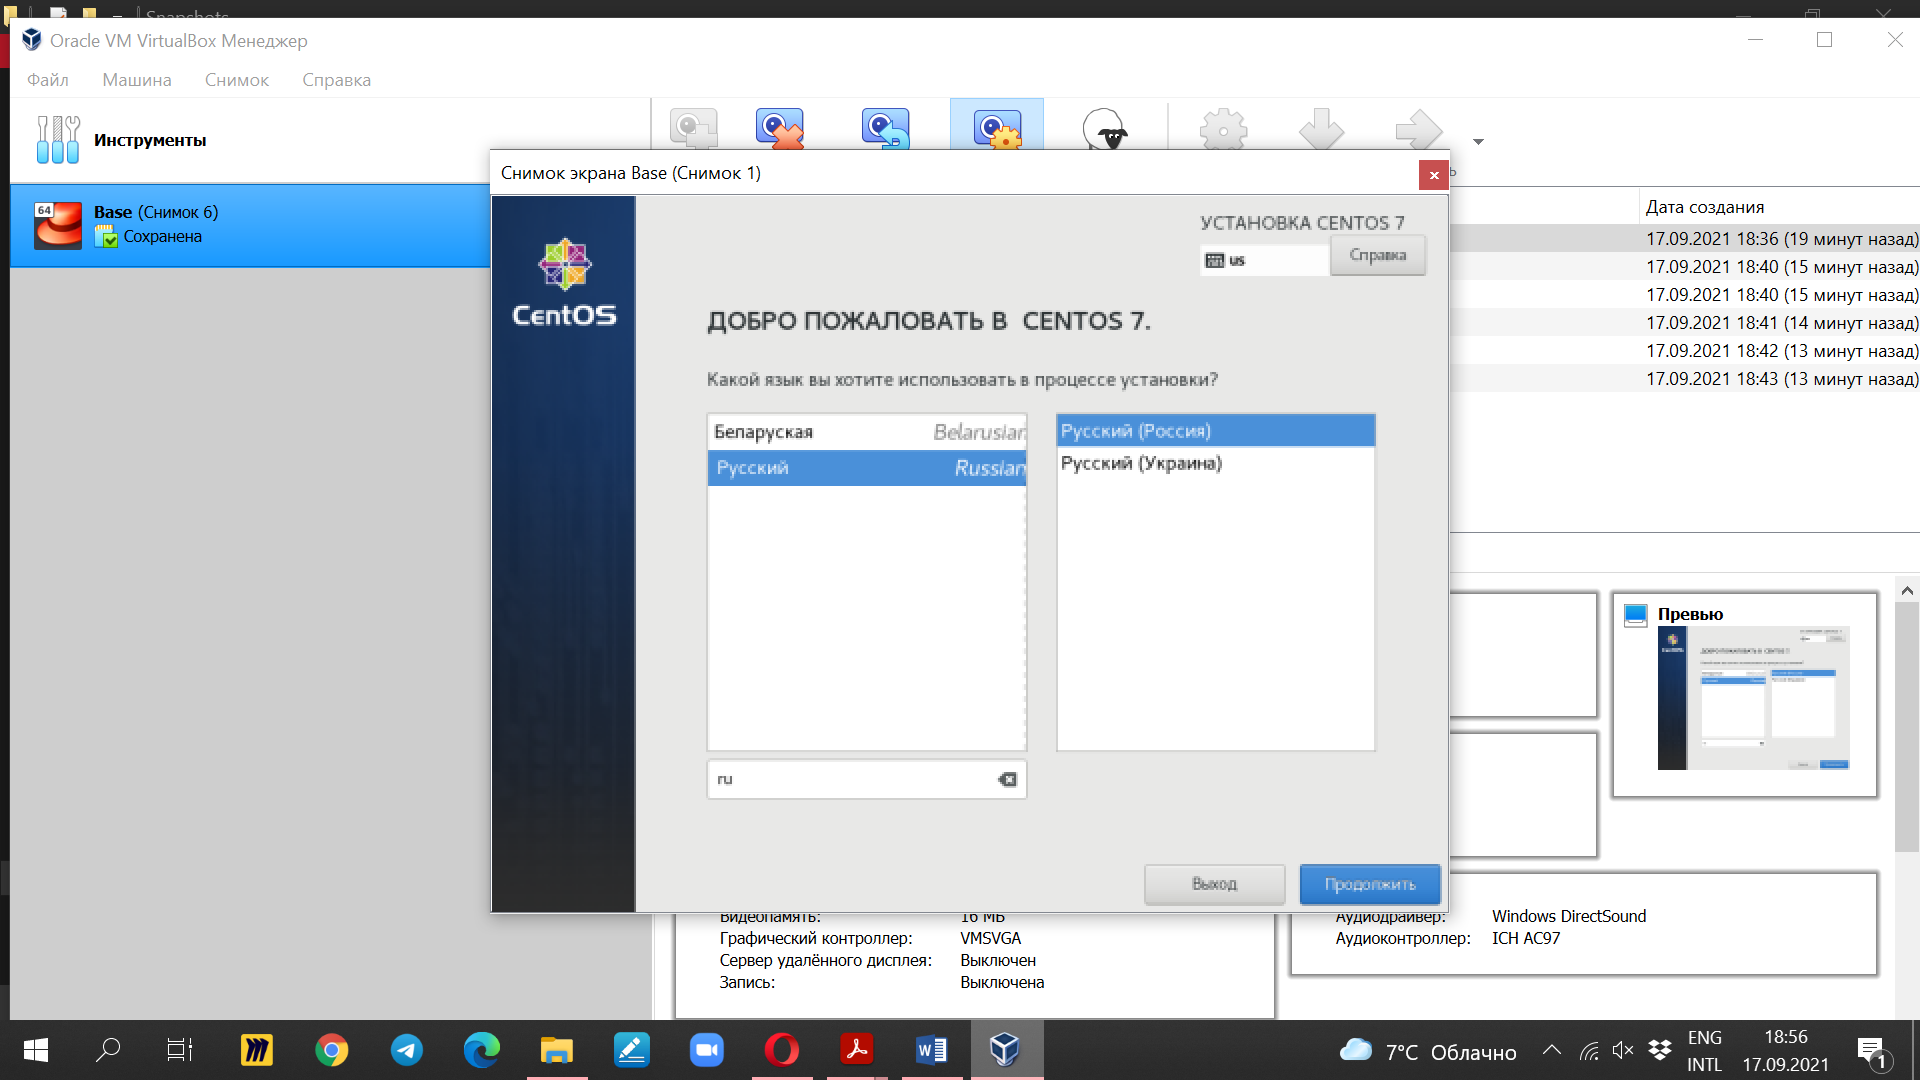 Snapshots
Oracle VM VirtualBox Менеджер
Файл Машина Снимок Справка
Инструменты
64
Base (Снимок 6)
Сохранена
Снимок экрана Base (Снимок 1)
Дата создания
17.09.2021 18:36 (19 минут назад)
17.09.2021 18:40 (15 минут назад)
17.09.2021 18:40 (15 минут назад)
17.09.2021 18:41 (14 минут назад)
17.09.2021 18:42 (13 минут назад)
17.09.2021 18:43 (13 минут назад)
CentOS
УСТАНОВКА CENTOS 7
us
Справка
ДОБРО ПОЖАЛОВАТЬ В CENTOS 7.
Какой язык вы хотите использовать в процессе установки?
Беларуская Belarusian
Русский Russian
Русский (Россия)
Русский (Украина)
ru
Выход
Продолжить
Превью
Видеопамять: 16 МБ
Графический контроллер: VMSVGA
Сервер удалённого дисплея: Выключен
Запись: Выключена
Аудиодрайвер: Windows DirectSound
Аудиоконтроллер: ICH AC97
7°C Облачно
ENG
INTL
18:56
17.09.2021
1